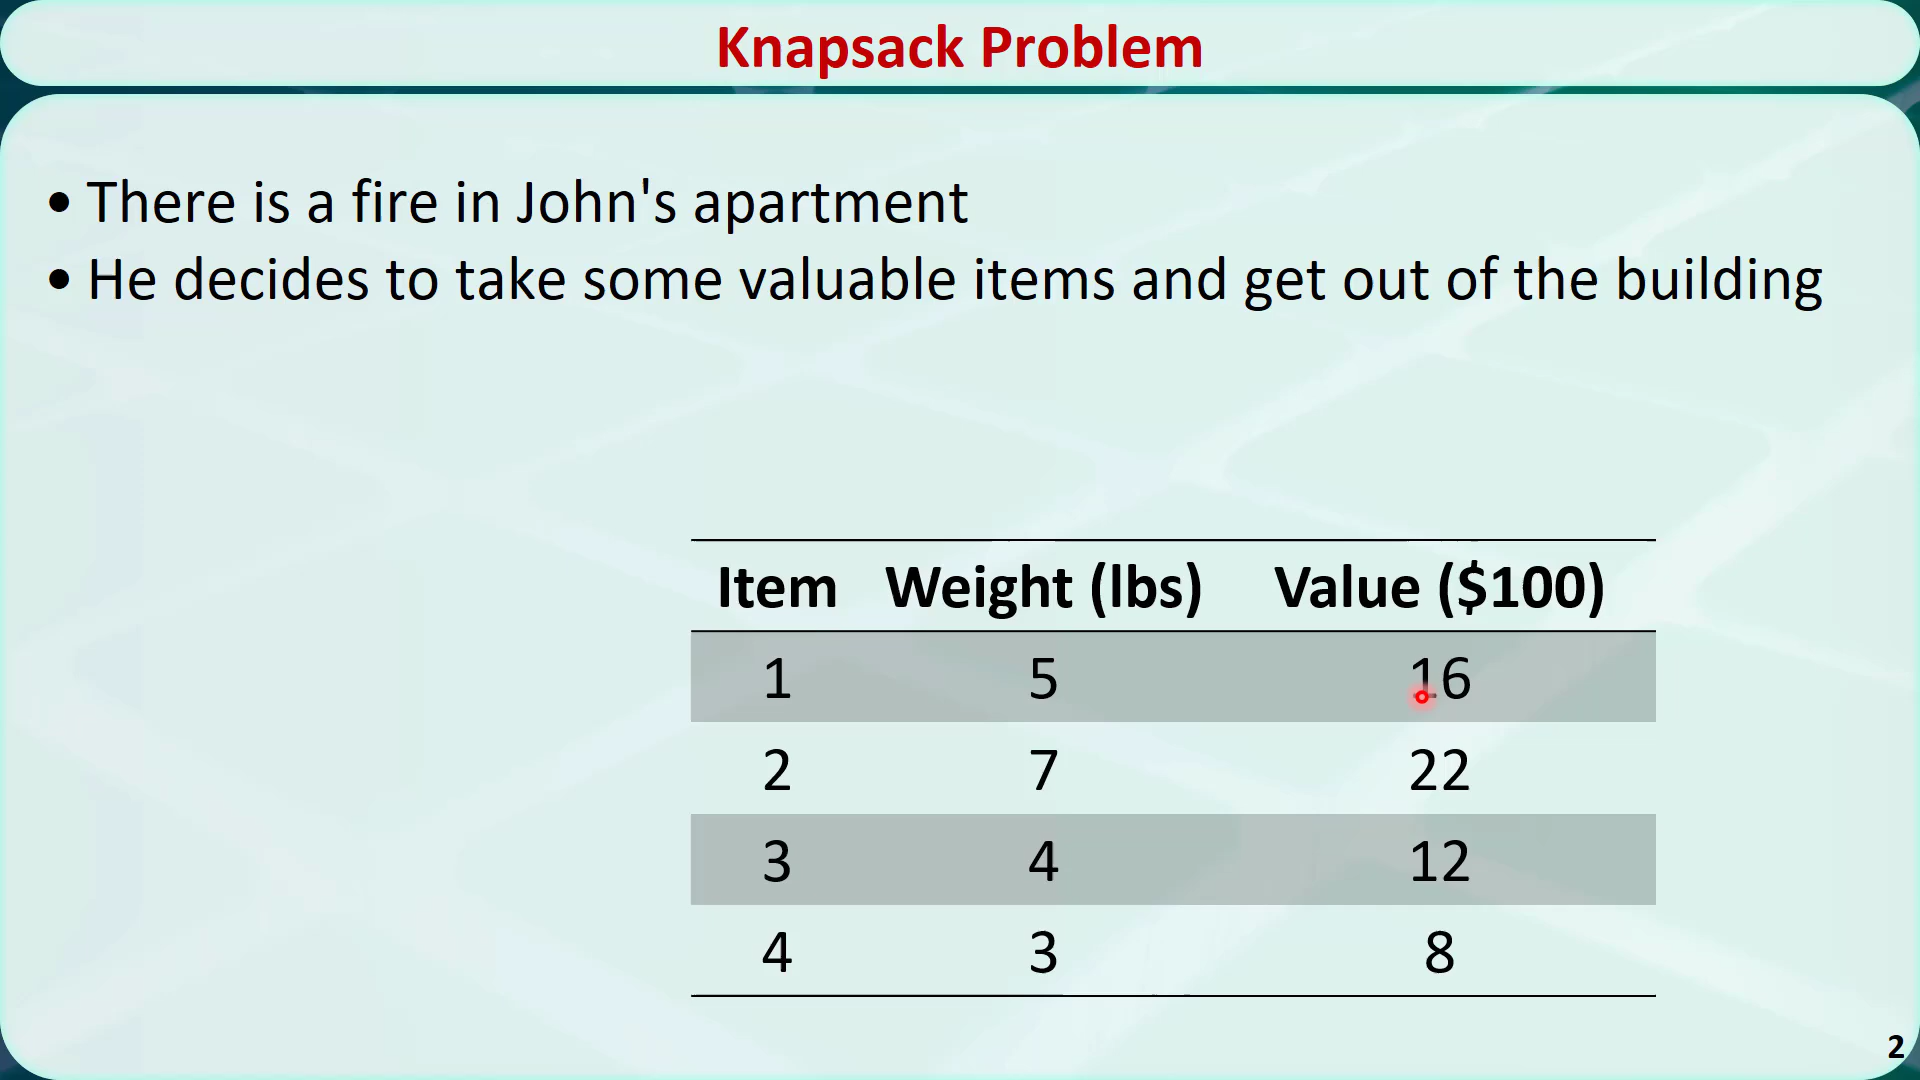 Knapsack Problem
• There is a fire in John's apartment
• He decides to take some valuable items and get out of the building
Item Weight (lbs) Value ($100)
1 5 16
2 7 22
3 4 12
4 3 8
2